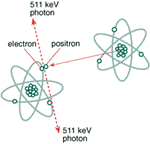 511 keV
photon
electron
positron
511 keV
photon